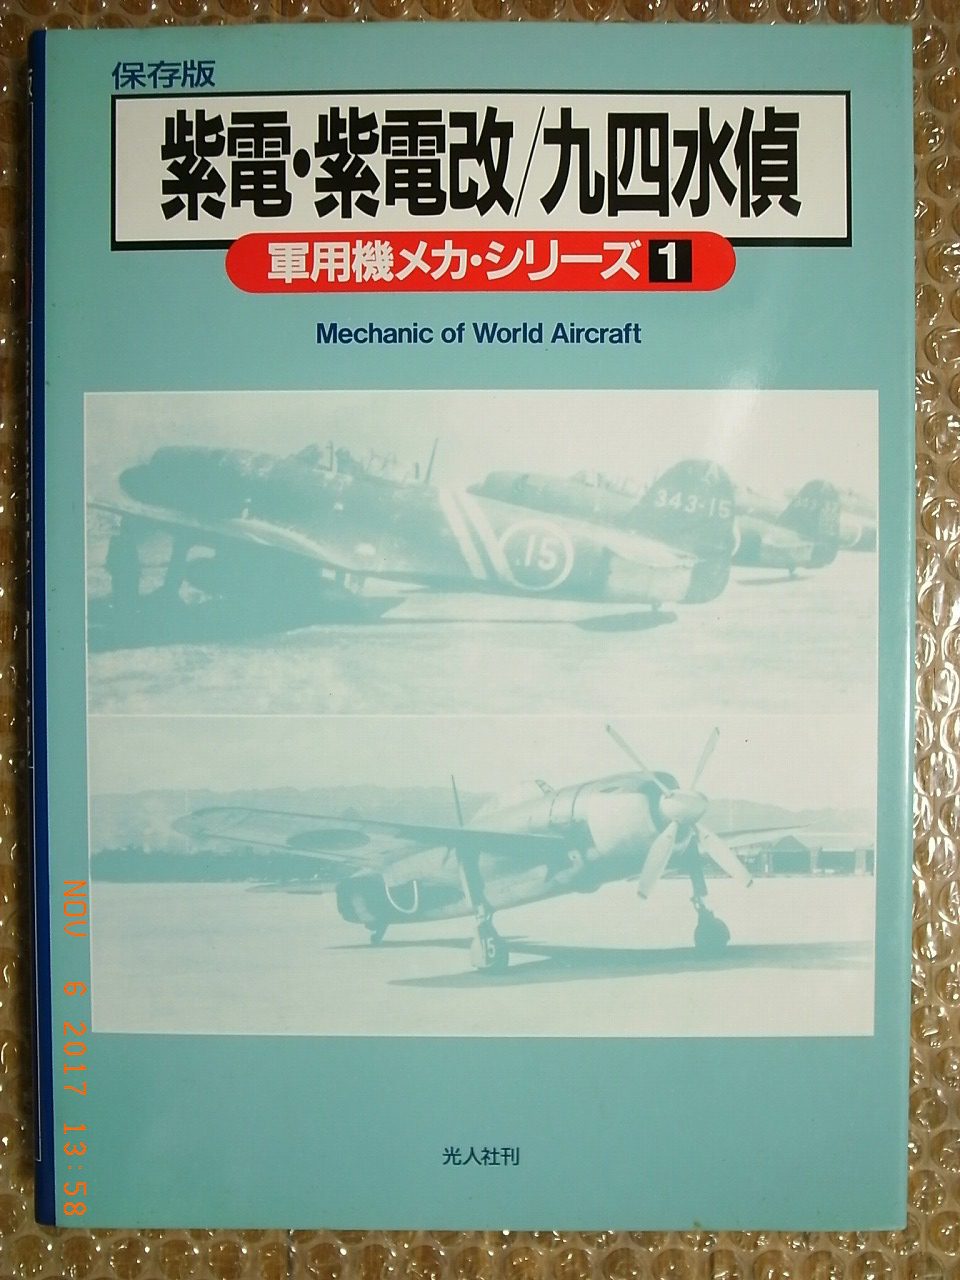 保存版
紫電・紫電改/九四水偵
軍用機メカ・シリーズ1
Mechanic of World Aircraft
343-15
15
15
光人社刊
NOV 6 2017 13:58